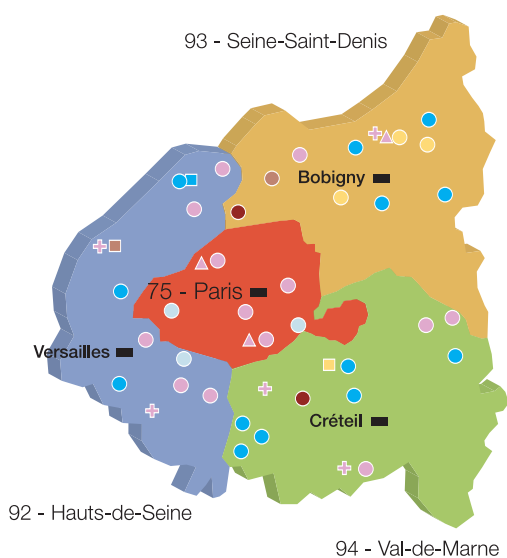 93 - Seine-Saint-Denis
Bobigny
75 - Paris
Versailles
Créteil
92 - Hauts-de-Seine
94 - Val-de-Marne